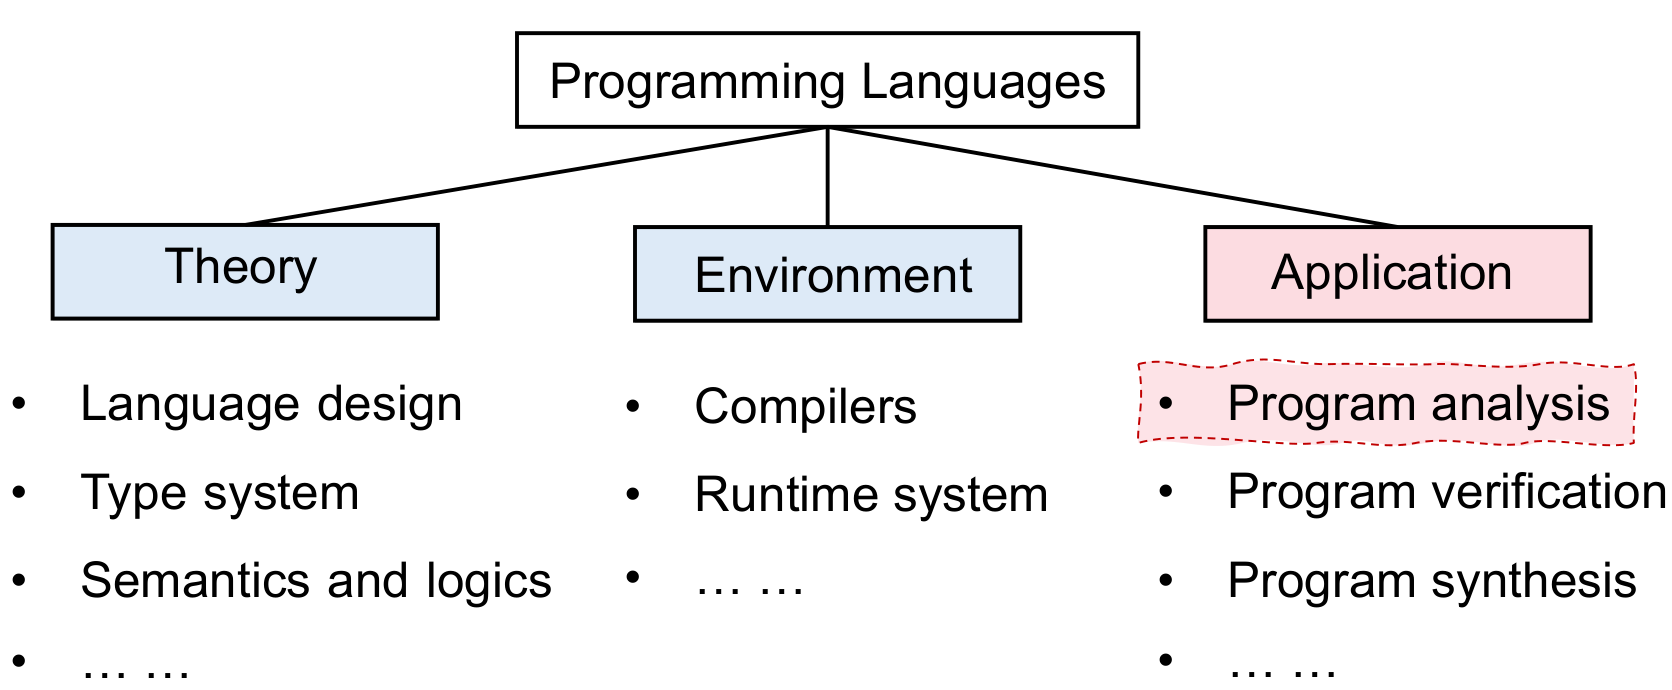 Programming Languages
Theory
Environment
Application
• Language design
• Type system
• Semantics and logics
• … …
• Compilers
• Runtime system
• … …
• Program analysis
• Program verification
• Program synthesis
• … …